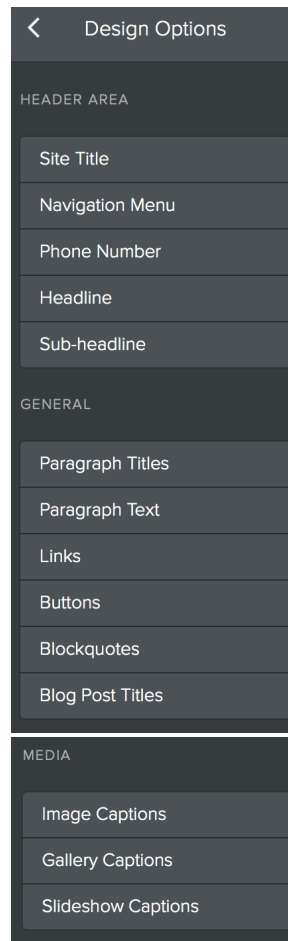 Design Options
HEADER AREA
Site Title
Navigation Menu
Phone Number
Headline
Sub-headline
GENERAL
Paragraph Titles
Paragraph Text
Links
Buttons
Blockquotes
Blog Post Titles
MEDIA
Image Captions
Gallery Captions
Slideshow Captions